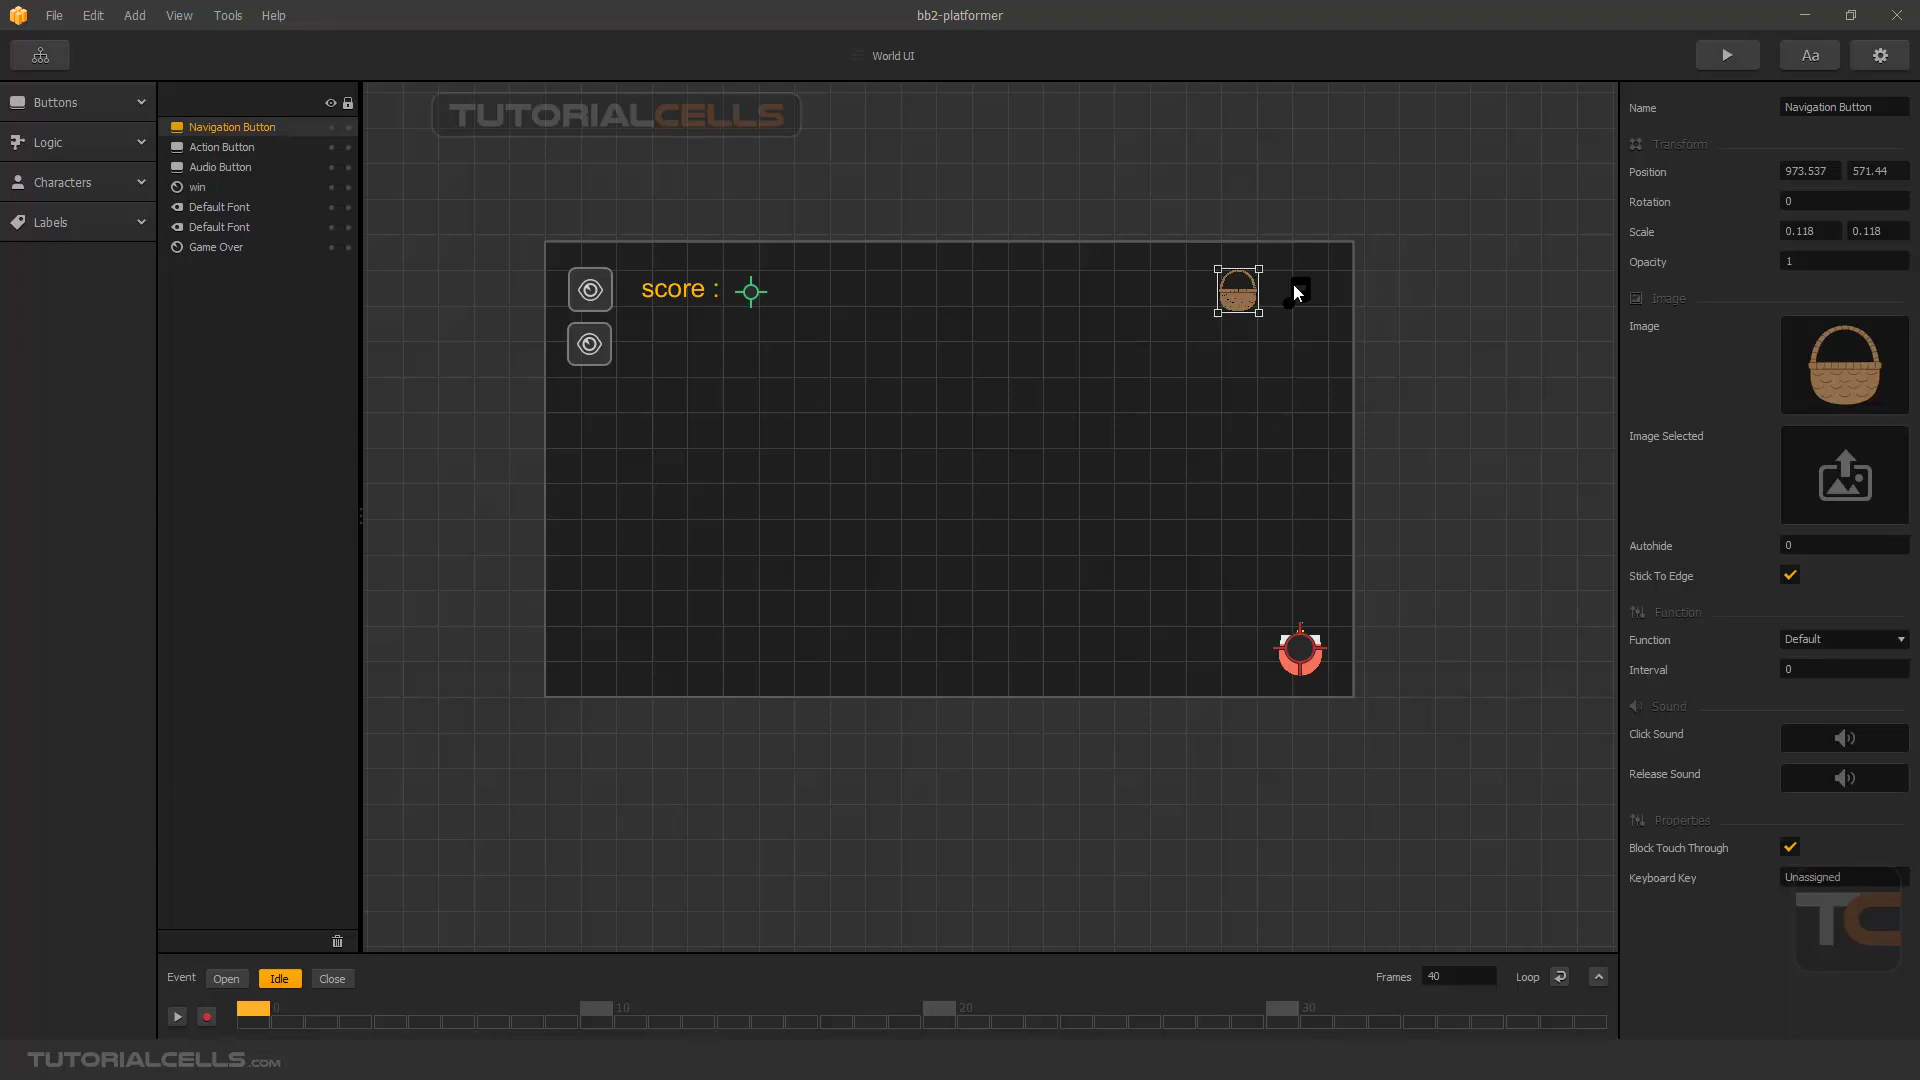 File Edit Add View Tools Help
bb2-platformer
World UI
Aa
Buttons
Logic
Characters
Labels
Navigation Button
Action Button
Audio Button
win
Default Font
Default Font
Game Over
TUTORIALCELLS
score :
Name Navigation Button
Transform
Position 973.537 571.44
Rotation 0
Scale 0.118 0.118
Opacity 1
Image
Image
Image Selected
Autohide 0
Stick To Edge
Function
Function Default
Interval 0
Sound
Click Sound
Release Sound
Properties
Block Touch Through
Keyboard Key Unassigned
TC
Event Open Idle Close
Frames 40 Loop
0 10 20 30
TUTORIALCELLS.COM